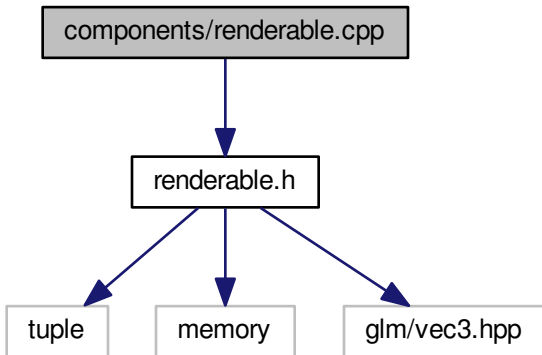 components/renderable.cpp
renderable.h
tuple
memory
glm/vec3.hpp